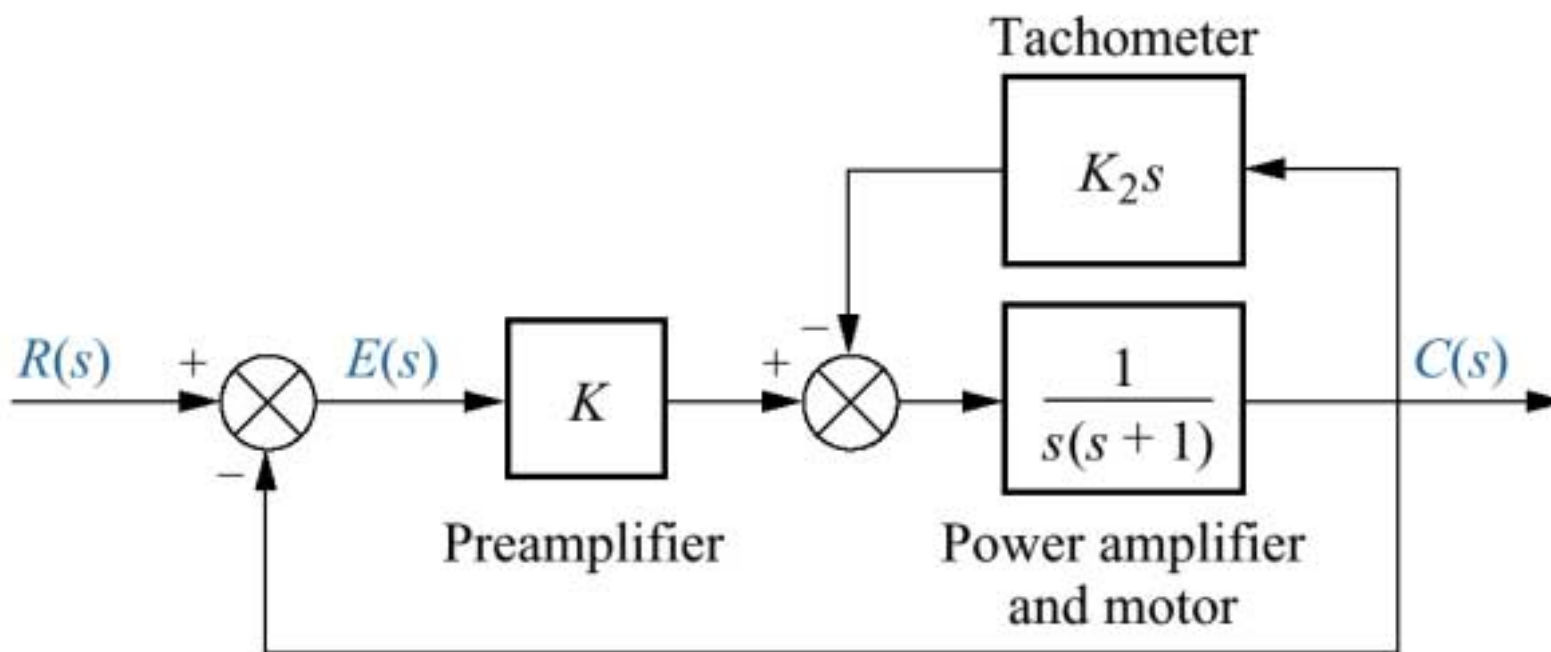 Tachometer
K₂s
R(s)
+
−
E(s)
K
Preamplifier
+
−
1
s(s + 1)
Power amplifier
and motor
C(s)